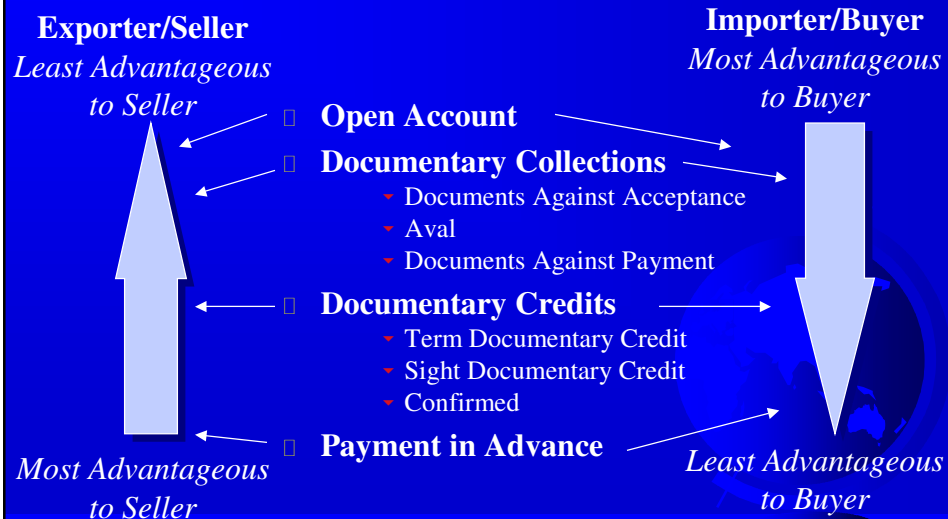 Exporter/Seller
Least Advantageous
to Seller
Importer/Buyer
Most Advantageous
to Buyer
Open Account
Documentary Collections
Documents Against Acceptance
Aval
Documents Against Payment
Documentary Credits
Term Documentary Credit
Sight Documentary Credit
Confirmed
Payment in Advance
Most Advantageous
to Seller
Least Advantageous
to Buyer